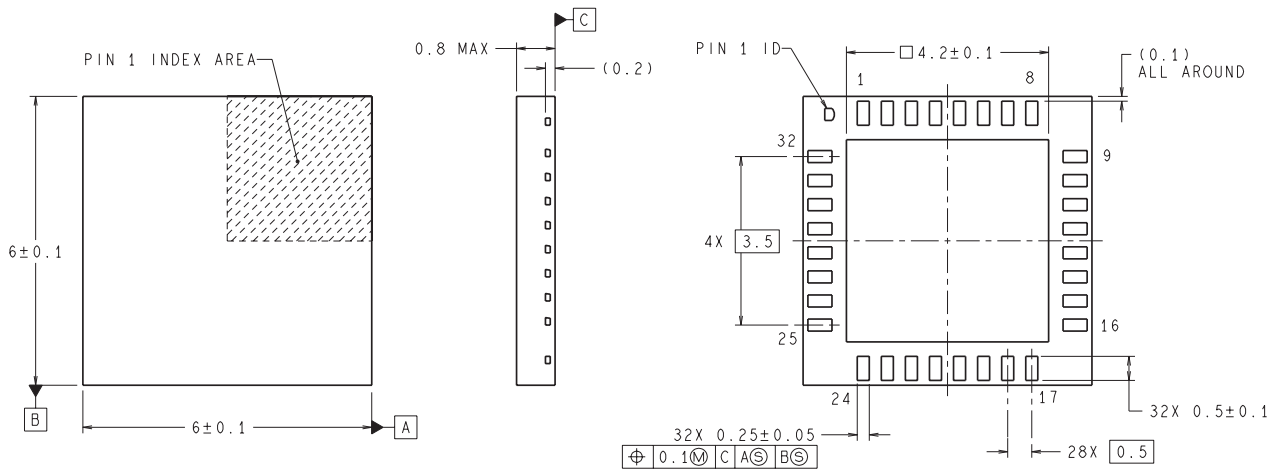 PIN 1 INDEX AREA
6±0.1
B
6±0.1
A
0.8 MAX
C
(0.2)
PIN 1 ID
□ 4.2±0.1
(0.1)
ALL AROUND
1
8
32
9
4X 3.5
25
16
24
17
32X 0.5±0.1
32X 0.25±0.05
⌖ 0.1Ⓜ C AⓈ BⓈ
28X 0.5